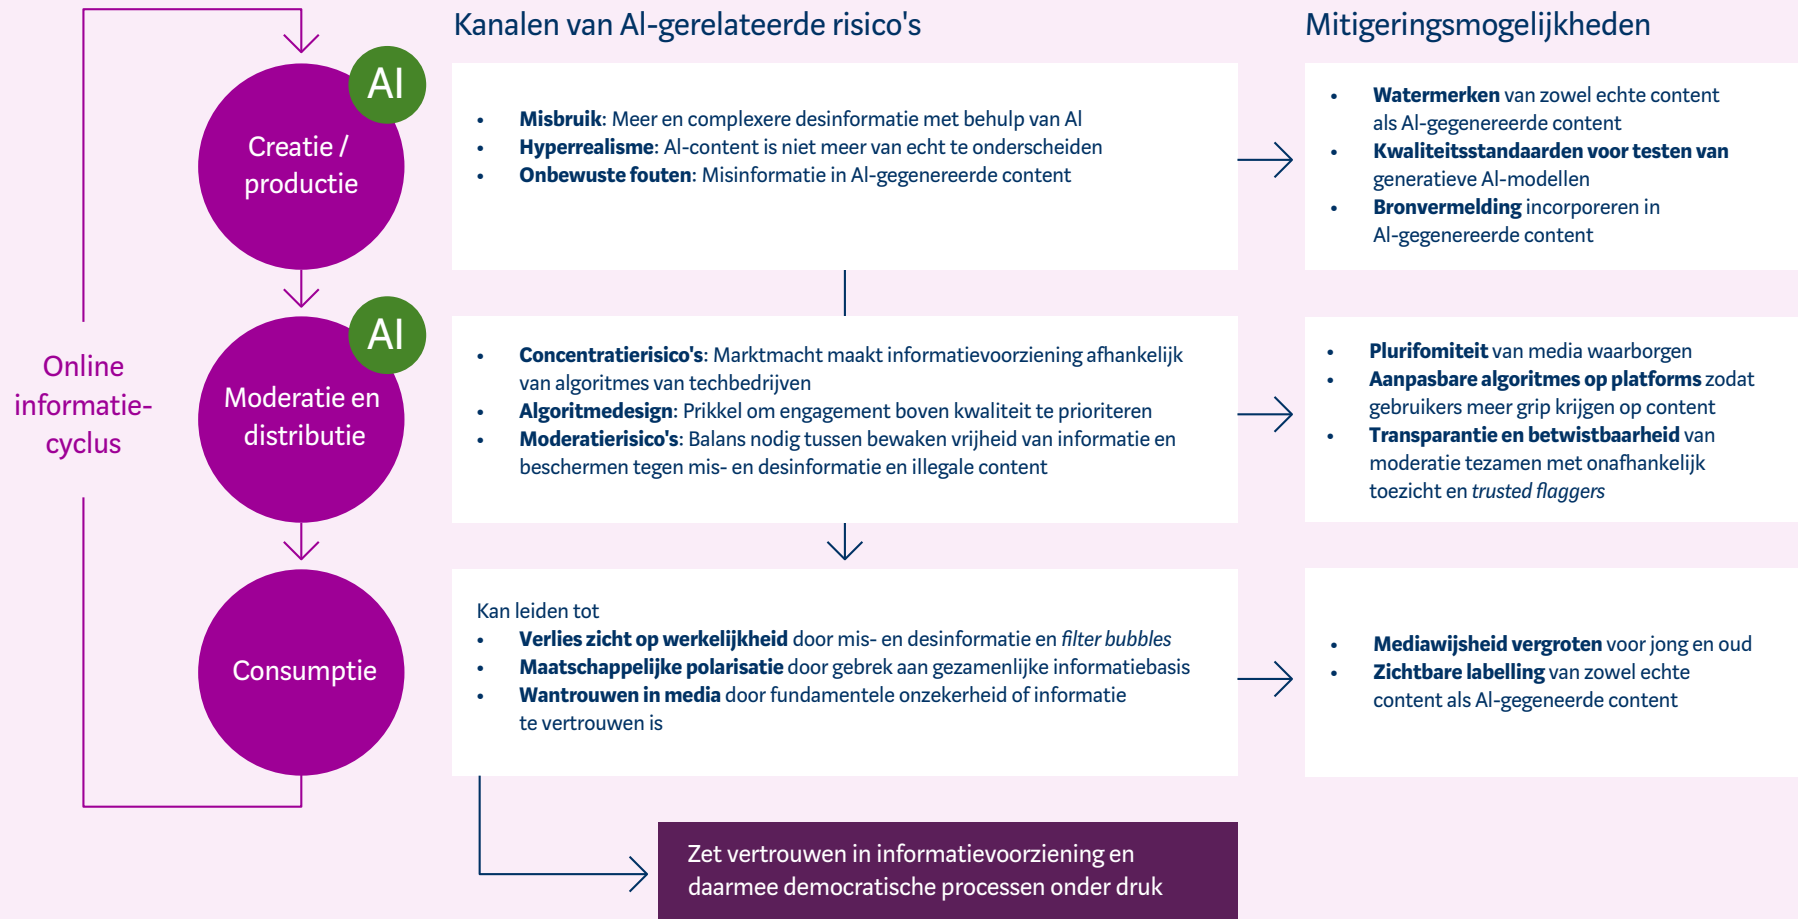 Kanalen van AI-gerelateerde risico's
Mitigeringsmogelijkheden
Online
informatie-
cyclus
AI
Creatie /
productie
• Misbruik: Meer en complexere desinformatie met behulp van AI
• Hyperrealisme: AI-content is niet meer van echt te onderscheiden
• Onbewuste fouten: Misinformatie in AI-gegenereerde content
• Watermerken van zowel echte content
als AI-gegenereerde content
• Kwaliteitsstandaarden voor testen van
generatieve AI-modellen
• Bronvermelding incorporeren in
AI-gegenereerde content
AI
Moderatie en
distributie
• Concentratierisico's: Marktmacht maakt informatievoorziening afhankelijk
van algoritmes van techbedrijven
• Algoritmedesign: Prikkel om engagement boven kwaliteit te prioriteren
• Moderatierisico's: Balans nodig tussen bewaken vrijheid van informatie en
beschermen tegen mis- en desinformatie en illegale content
• Plurifomiteit van media waarborgen
• Aanpasbare algoritmes op platforms zodat
gebruikers meer grip krijgen op content
• Transparantie en betwistbaarheid van
moderatie tezamen met onafhankelijk
toezicht en trusted flaggers
Consumptie
Kan leiden tot
• Verlies zicht op werkelijkheid door mis- en desinformatie en filter bubbles
• Maatschappelijke polarisatie door gebrek aan gezamenlijke informatiebasis
• Wantrouwen in media door fundamentele onzekerheid of informatie
te vertrouwen is
• Mediawijsheid vergroten voor jong en oud
• Zichtbare labelling van zowel echte
content als AI-gegeneerde content
Zet vertrouwen in informatievoorziening en
daarmee democratische processen onder druk